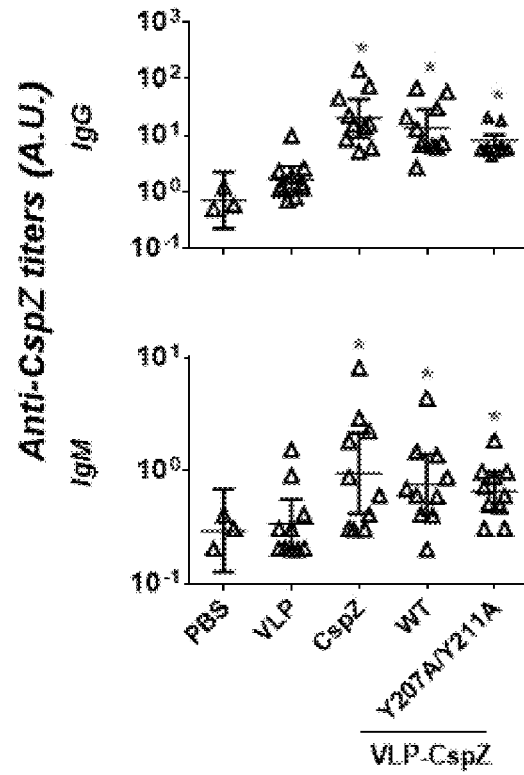 Anti-CspZ titers (A.U.)
IgG
10³
10²
10¹
10⁰
10⁻¹
* * *
IgM
10¹
10⁰
10⁻¹
* * *
PBS
VLP
CspZ
WT
Y207A/Y211A
VLP-CspZ